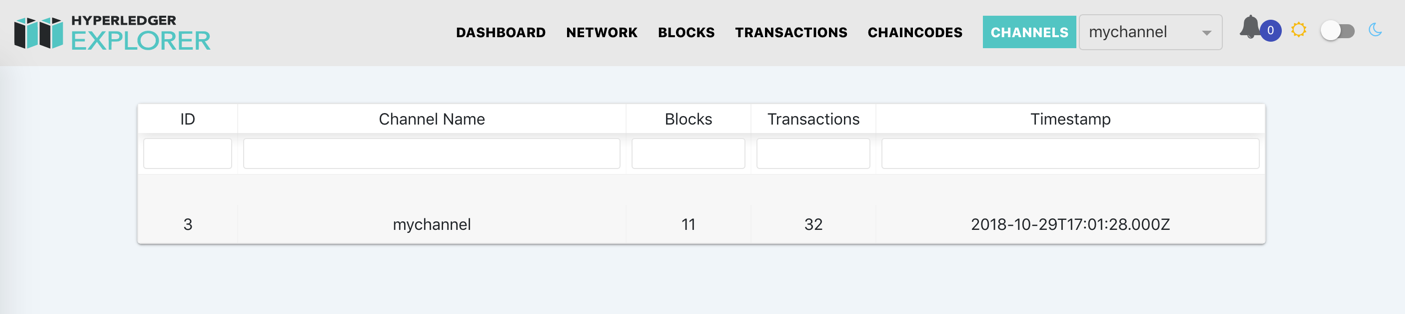 HYPERLEDGER
EXPLORER
DASHBOARD NETWORK BLOCKS TRANSACTIONS CHAINCODES CHANNELS mychannel 0
ID Channel Name Blocks Transactions Timestamp
3 mychannel 11 32 2018-10-29T17:01:28.000Z